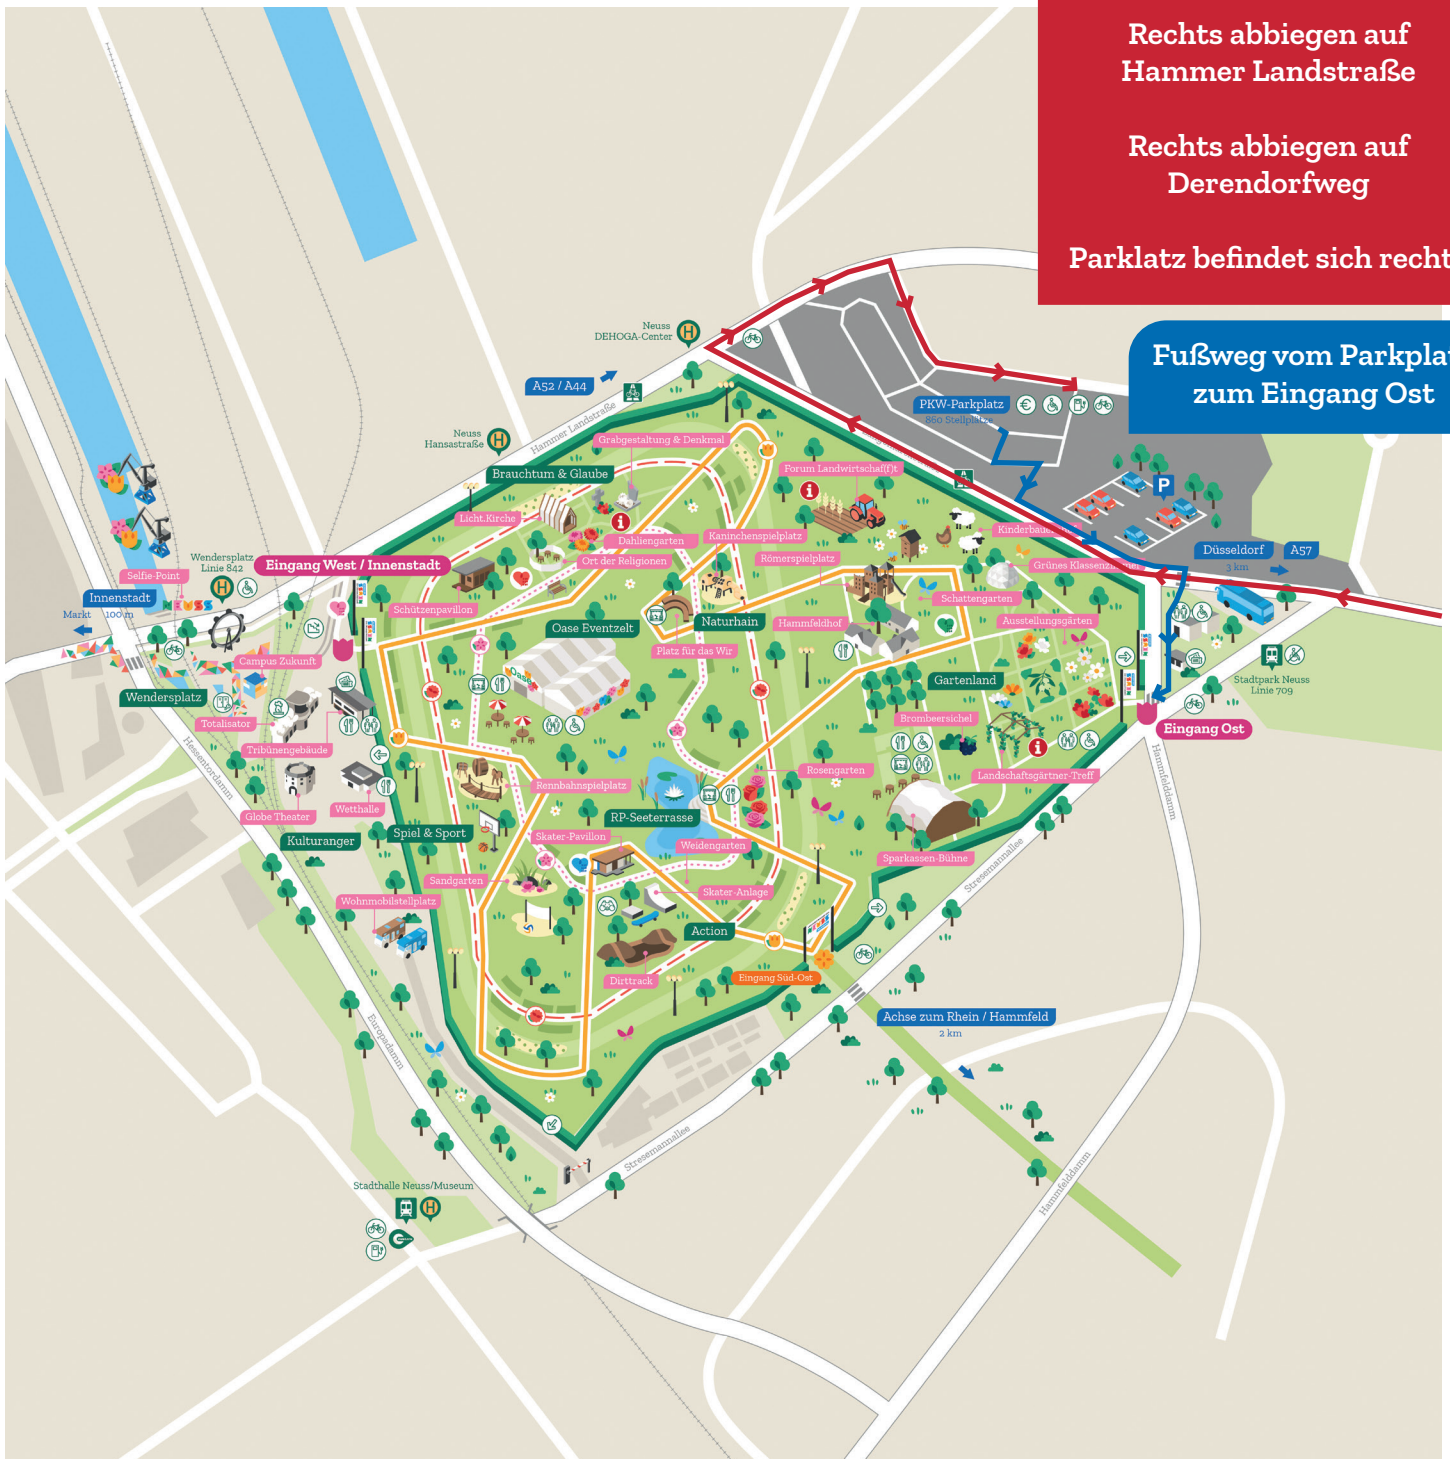 Rechts abbiegen auf
Hammer Landstraße
Rechts abbiegen auf
Derendorfweg
Parklatz befindet sich recht
Fußweg vom Parkplat
zum Eingang Ost
Neuss
DEHOGA-Center
A52 / A44
PKW-Parkplatz
860 Stellplätze
Hammer Landstraße
Neuss
Hansastraße
Grabgestaltung & Denkmal
Brauchtum & Glaube
Forum Landwirtschaf(f)t
P
Licht.Kirche
Dahliengarten
Kaninchenspielplatz
Kinderbauernhof
Düsseldorf
3 km
A57
Wendersplatz
Linie 842
Eingang West / Innenstadt
Ort der Religionen
Römerspielplatz
Grünes Klassenzimmer
Selfie-Point
Innenstadt
NEUSS
Markt
100 m
Schützenpavillon
Schattengarten
Oase Eventzelt
Naturhain
Hammfeldhof
Ausstellungsgärten
Platz für das Wir
Campus Zukunft
Oase
Stadtpark Neuss
Linie 709
Wendersplatz
Gartenland
Totalisator
Brombeersichel
Eingang Ost
Tribünengebäude
Rennbahnspielplatz
Rosengarten
Landschaftsgärtner-Treff
Hessentordamm
Hammfelddamm
Globe Theater
Wetthalle
RP-Seeterrasse
Kulturanger
Spiel & Sport
Skater-Pavillon
Weidengarten
Sparkassen-Bühne
Sandgarten
Skater-Anlage
Stresemannallee
Wohnmobilstellplatz
Action
Dirttrack
Eingang Süd-Ost
Achse zum Rhein / Hammfeld
2 km
Europadamm
Stresemannallee
Hammfelddamm
Stadthalle Neuss/Museum